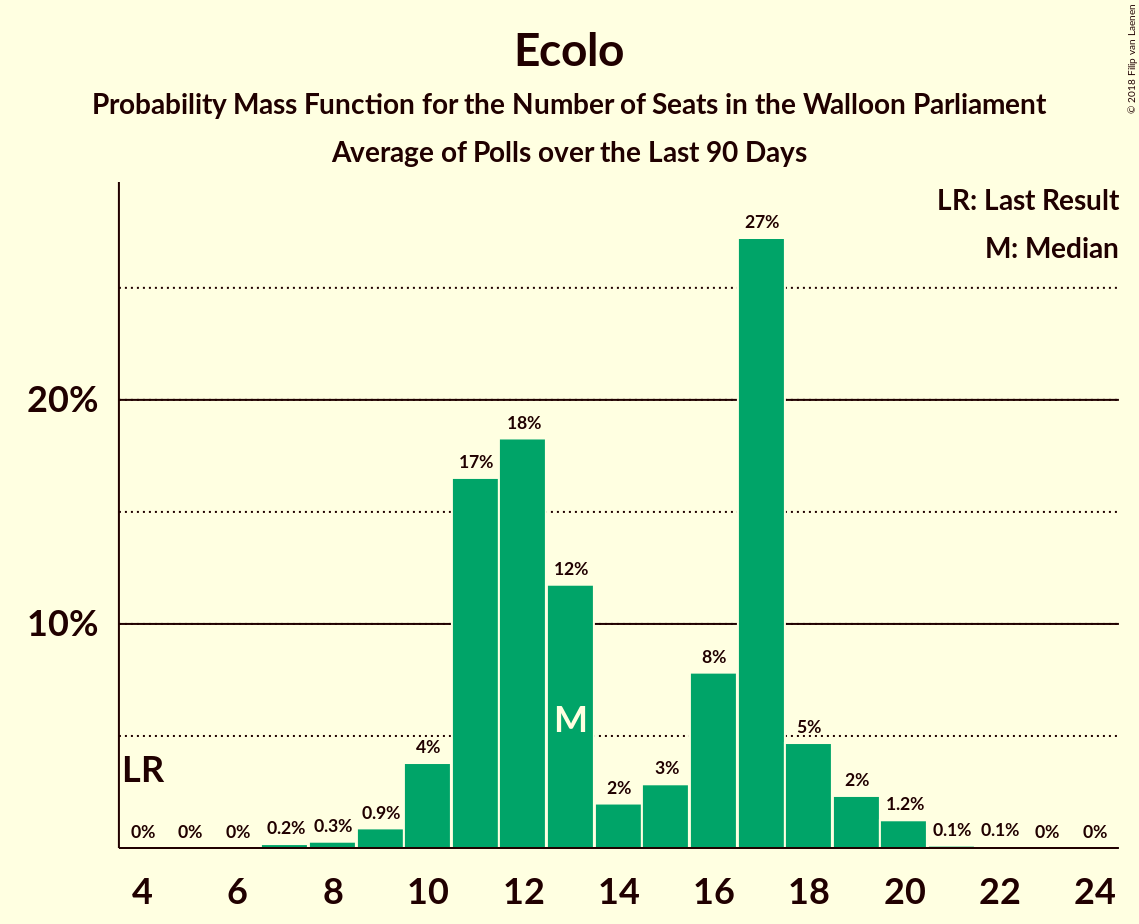 Ecolo
Probability Mass Function for the Number of Seats in the Walloon Parliament
Average of Polls over the Last 90 Days
© 2018 Filip van Laenen
LR: Last Result
M: Median
27%
20%
18%
17%
12%
10%
8%
M
5%
4%
LR
3%
2%
2%
1.2%
0% 0% 0% 0.2% 0.3% 0.9% 0.1% 0.1% 0% 0%
4 6 8 10 12 14 16 18 20 22 24